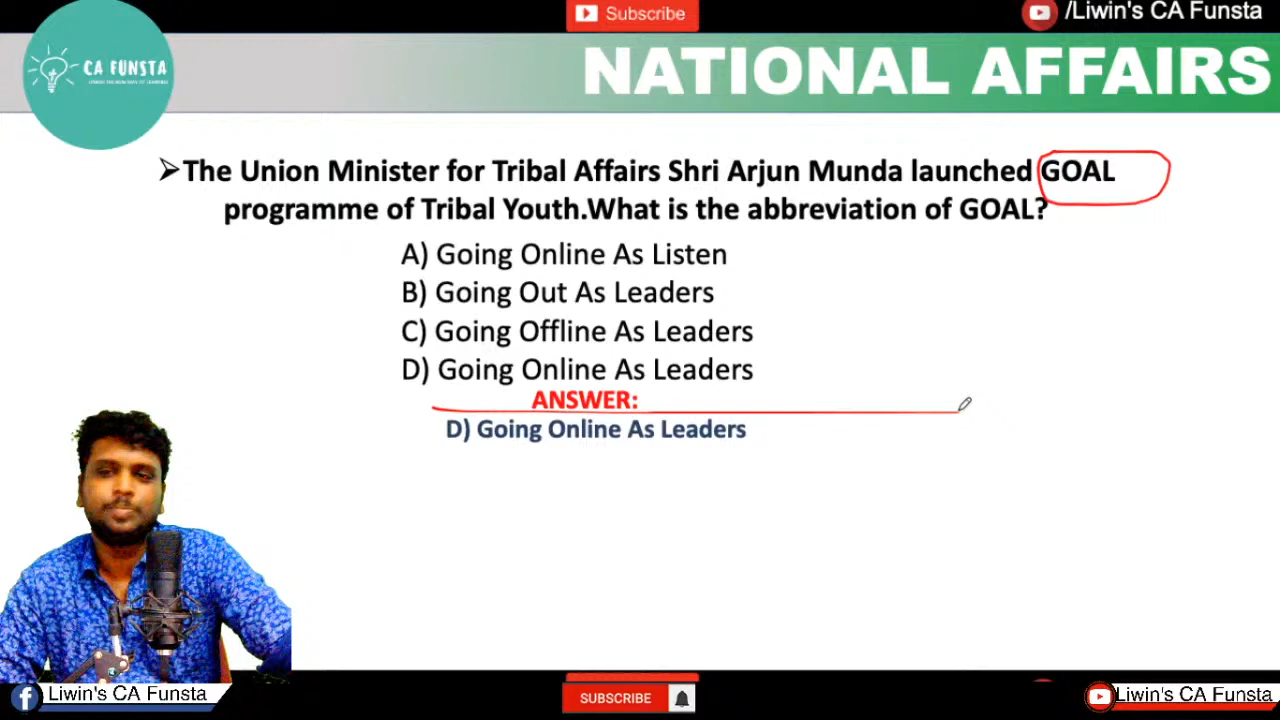 Subscribe
/Liwin's CA Funsta
CA FUNSTA
NATIONAL AFFAIRS
➢The Union Minister for Tribal Affairs Shri Arjun Munda launched GOAL
programme of Tribal Youth.What is the abbreviation of GOAL?
A) Going Online As Listen
B) Going Out As Leaders
C) Going Offline As Leaders
D) Going Online As Leaders
ANSWER:
D) Going Online As Leaders
Liwin's CA Funsta
SUBSCRIBE
Liwin's CA Funsta